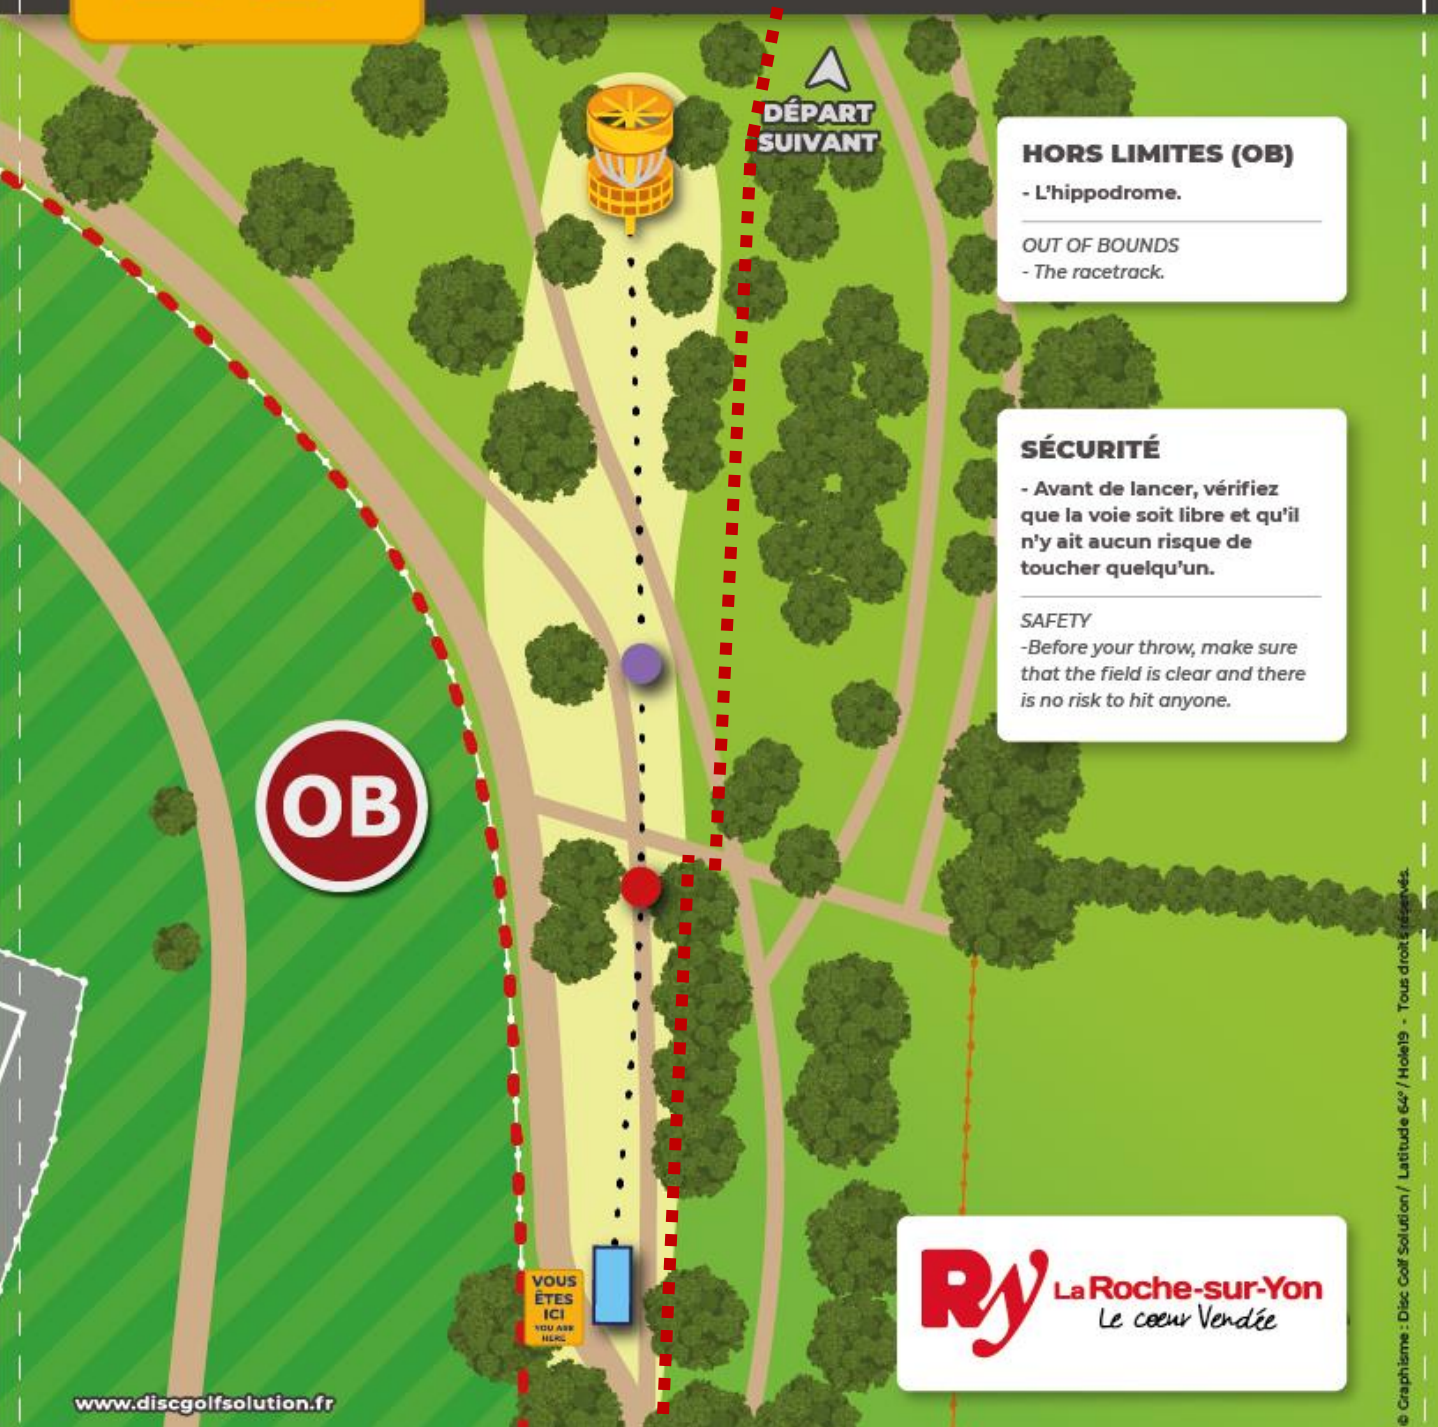 DÉPART
SUIVANT
HORS LIMITES (OB)
- L'hippodrome.
OUT OF BOUNDS
- The racetrack.
SÉCURITÉ
- Avant de lancer, vérifiez
que la voie soit libre et qu'il
n'y ait aucun risque de
toucher quelqu'un.
SAFETY
-Before your throw, make sure
that the field is clear and there
is no risk to hit anyone.
OB
VOUS
ÊTES
ICI
YOU ARE
HERE
Ry
La Roche-sur-Yon
Le cœur Vendée
www.discgolfsolution.fr
© Graphisme : Disc Golf Solution / Latitude 64° / Hole19 - Tous droits réservés.